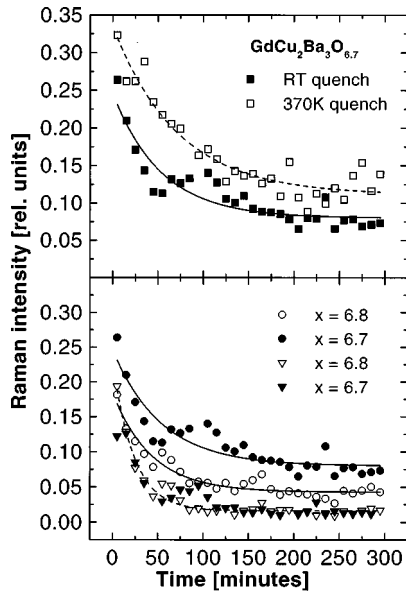 0.35
0.30
0.25
0.20
0.15
0.10
0.05
GdCu₂Ba₃O₆.₇
RT quench
370K quench
Raman intensity [rel. units]
0.30
0.25
0.20
0.15
0.10
0.05
0.00
x = 6.8
x = 6.7
x = 6.8
x = 6.7
0 50 100 150 200 250 300
Time [minutes]